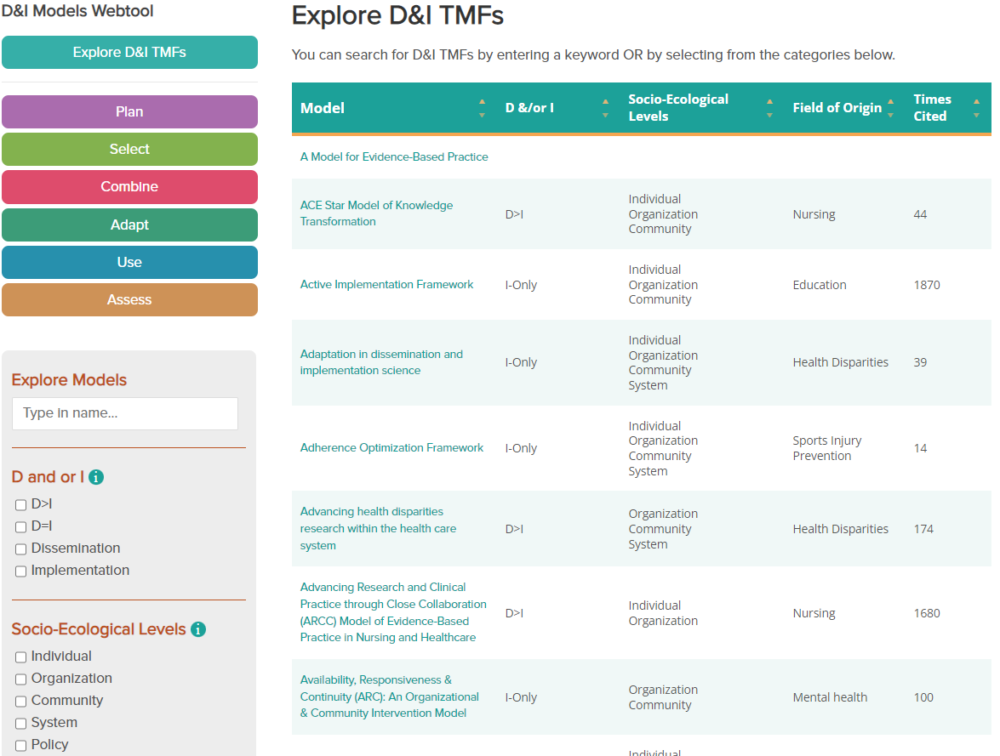 D&I Models Webtool
Explore D&I TMFs
Plan
Select
Combine
Adapt
Use
Assess
Explore Models
Type in name...
D and or I
D>I
D=I
Dissemination
Implementation
Socio-Ecological Levels
Individual
Organization
Community
System
Policy
Explore D&I TMFs
You can search for D&I TMFs by entering a keyword OR by selecting from the categories below.
Model
D &/or I
Socio-Ecological
Levels
Field of Origin
Times
Cited
A Model for Evidence-Based Practice
ACE Star Model of Knowledge
Transformation
D>I
Individual
Organization
Community
Nursing
44
Active Implementation Framework
I-Only
Individual
Organization
Community
Education
1870
Adaptation in dissemination and
implementation science
I-Only
Individual
Organization
Community
System
Health Disparities
39
Adherence Optimization Framework
I-Only
Individual
Organization
Community
System
Sports Injury
Prevention
14
Advancing health disparities
research within the health care
system
D>I
Organization
Community
System
Health Disparities
174
Advancing Research and Clinical
Practice through Close Collaboration
(ARCC) Model of Evidence-Based
Practice in Nursing and Healthcare
D>I
Individual
Organization
Nursing
1680
Availability, Responsiveness &
Continuity (ARC): An Organizational
& Community Intervention Model
I-Only
Organization
Community
Mental health
100
Individual